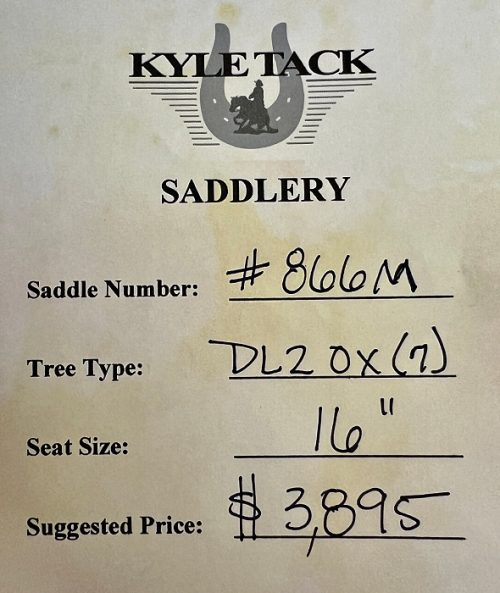 KYLE TACK
SADDLERY
Saddle Number: #866M
Tree Type: DL20X(7)
Seat Size: 16"
Suggested Price: $3,895